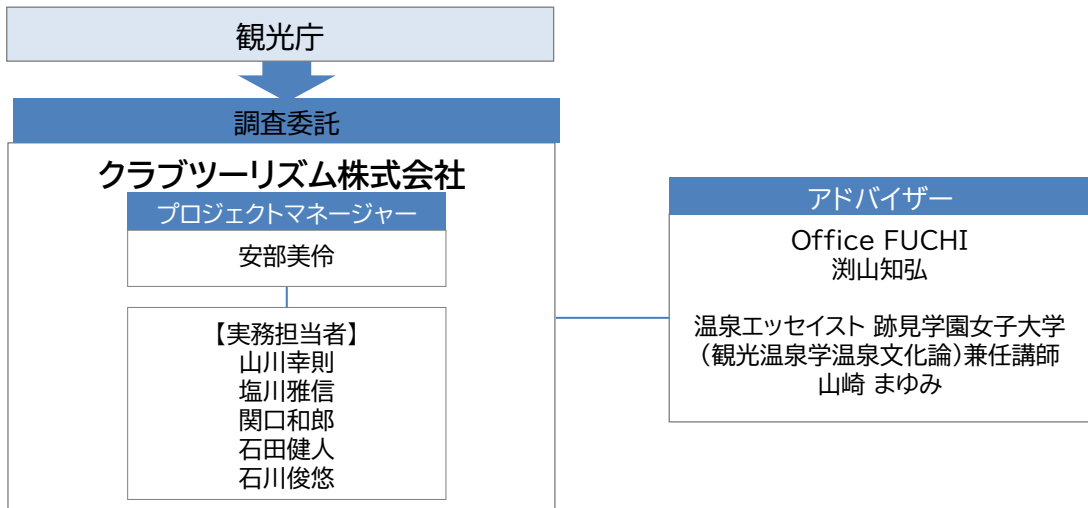 観光庁
調査委託
クラブツーリズム株式会社
プロジェクトマネージャー
安部美伶
【実務担当者】
山川幸則
塩川雅信
関口和郎
石田健人
石川俊悠
アドバイザー
Office FUCHI
渕山知弘
温泉エッセイスト 跡見学園女子大学
（観光温泉学温泉文化論）兼任講師
山崎 まゆみ